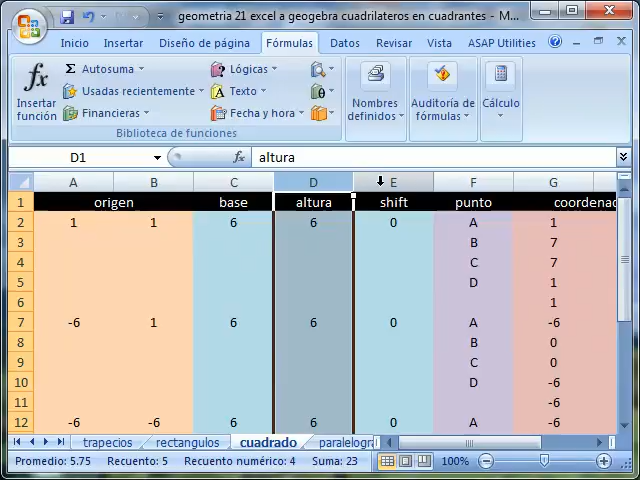 geometria 21 excel a geogebra cuadrilateros en cuadrantes - M...
Inicio Insertar Diseño de página Fórmulas Datos Revisar Vista ASAP Utilities
Insertar función
Autosuma
Usadas recientemente
Financieras
Lógicas
Texto
Fecha y hora
Biblioteca de funciones
Nombres definidos
Auditoría de fórmulas
Cálculo
D1 fx altura
A B C D E F G
1 origen base altura shift punto coordenad
2 1 1 6 6 0 A 1
3 B 7
4 C 7
5 D 1
6 1
7 -6 1 6 6 0 A -6
8 B 0
9 C 0
10 D -6
11 -6
12 -6 -6 6 6 0 A -6
trapecios rectangulos cuadrado paralelogra
Promedio: 5.75 Recuento: 5 Recuento numérico: 4 Suma: 23 100%